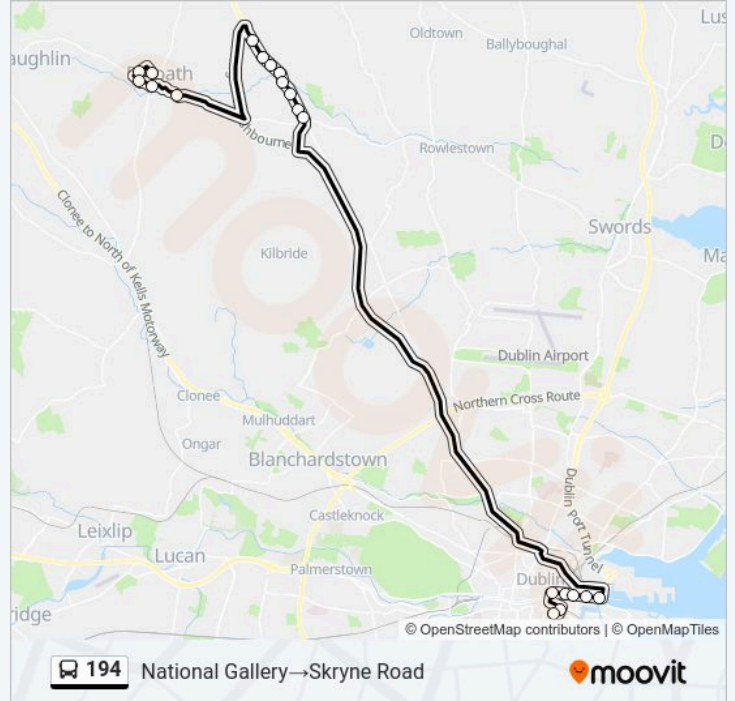 Oldtown
Lus
Ballyboughal
aughlin
path
hbourne
Rowlestown
Clonee to North of Kells Motorway
Swords
Kilbride
Ma
Dublin Airport
Clonee
Northern Cross Route
Mulhuddart
Ongar
Blanchardstown
Dublin Port Tunnel
Castleknock
Leixlip
Lucan
Palmerstown
Dublin
ridge
© OpenStreetMap contributors | © OpenMapTiles
194 National Gallery→Skryne Road
moovit